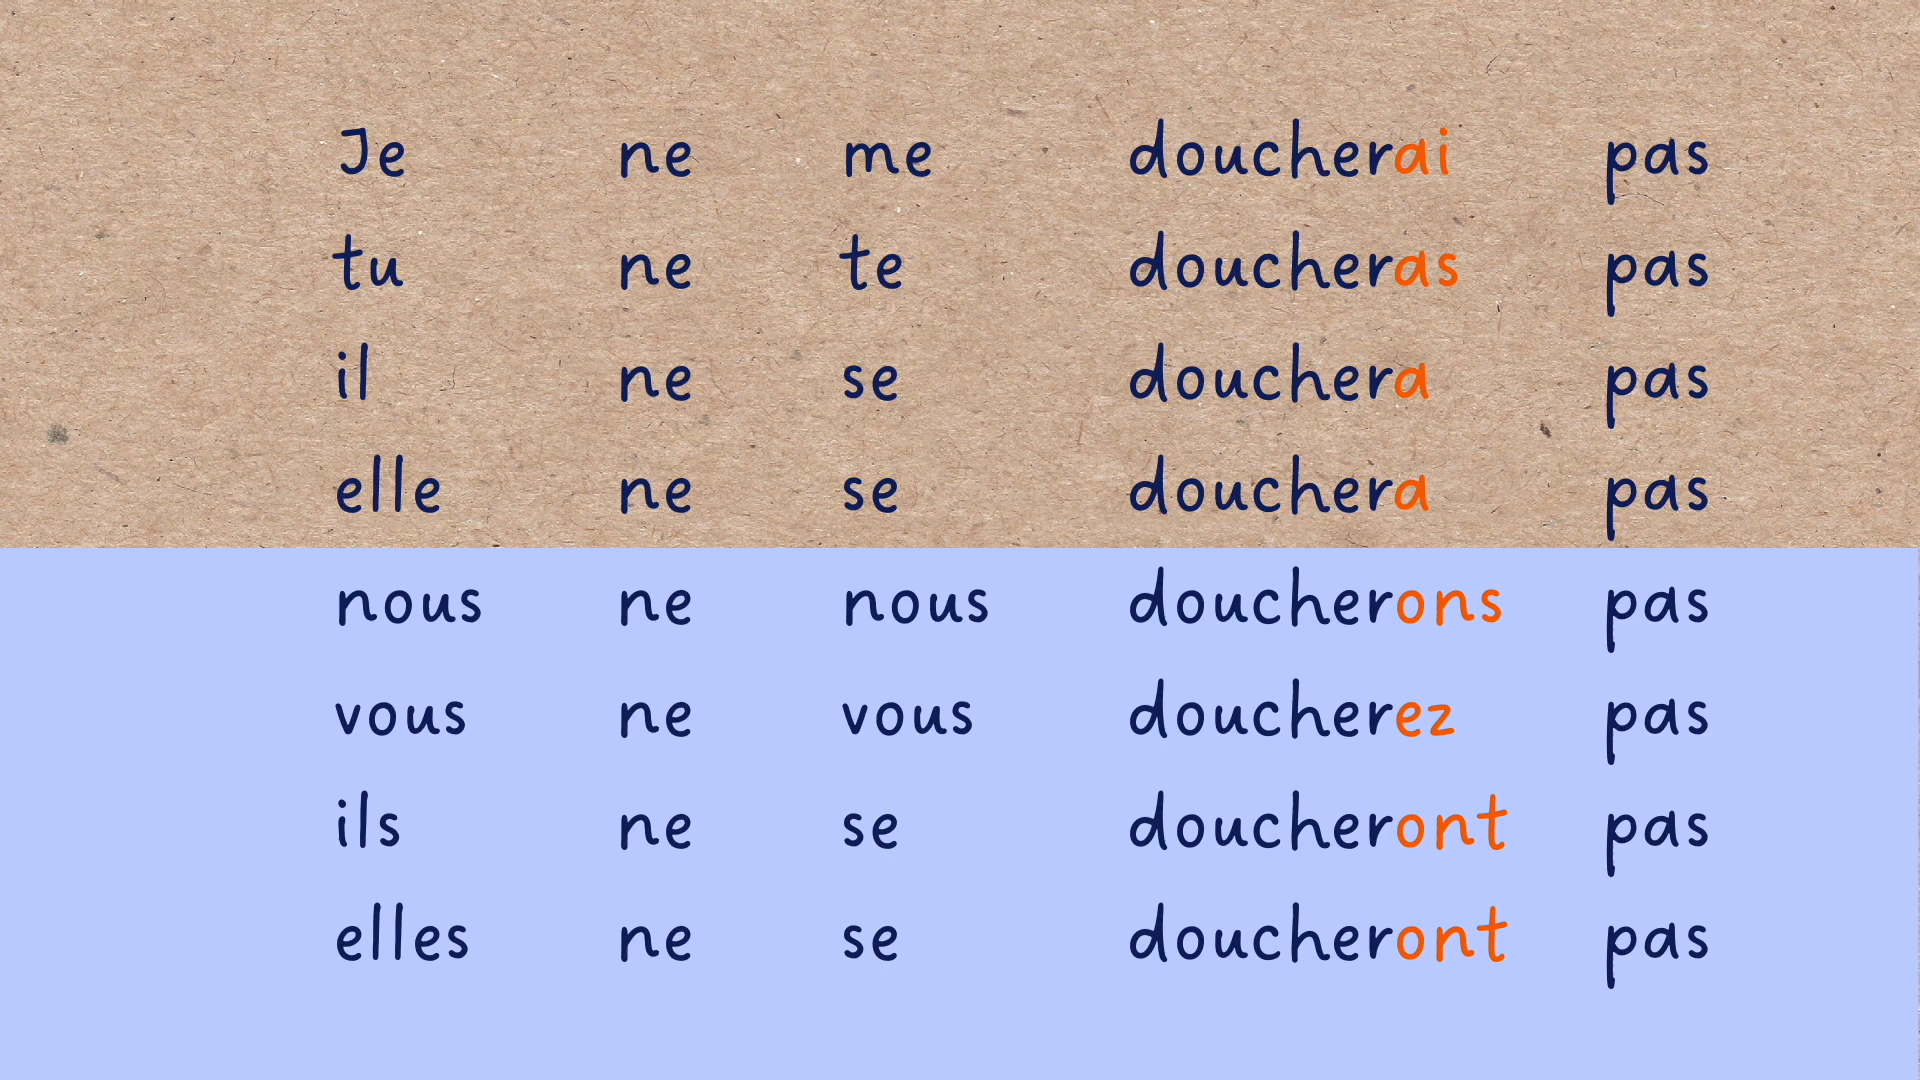 Je ne me doucherai pas
tu ne te doucheras pas
il ne se douchera pas
elle ne se douchera pas
nous ne nous doucherons pas
vous ne vous doucherez pas
ils ne se doucheront pas
elles ne se doucheront pas